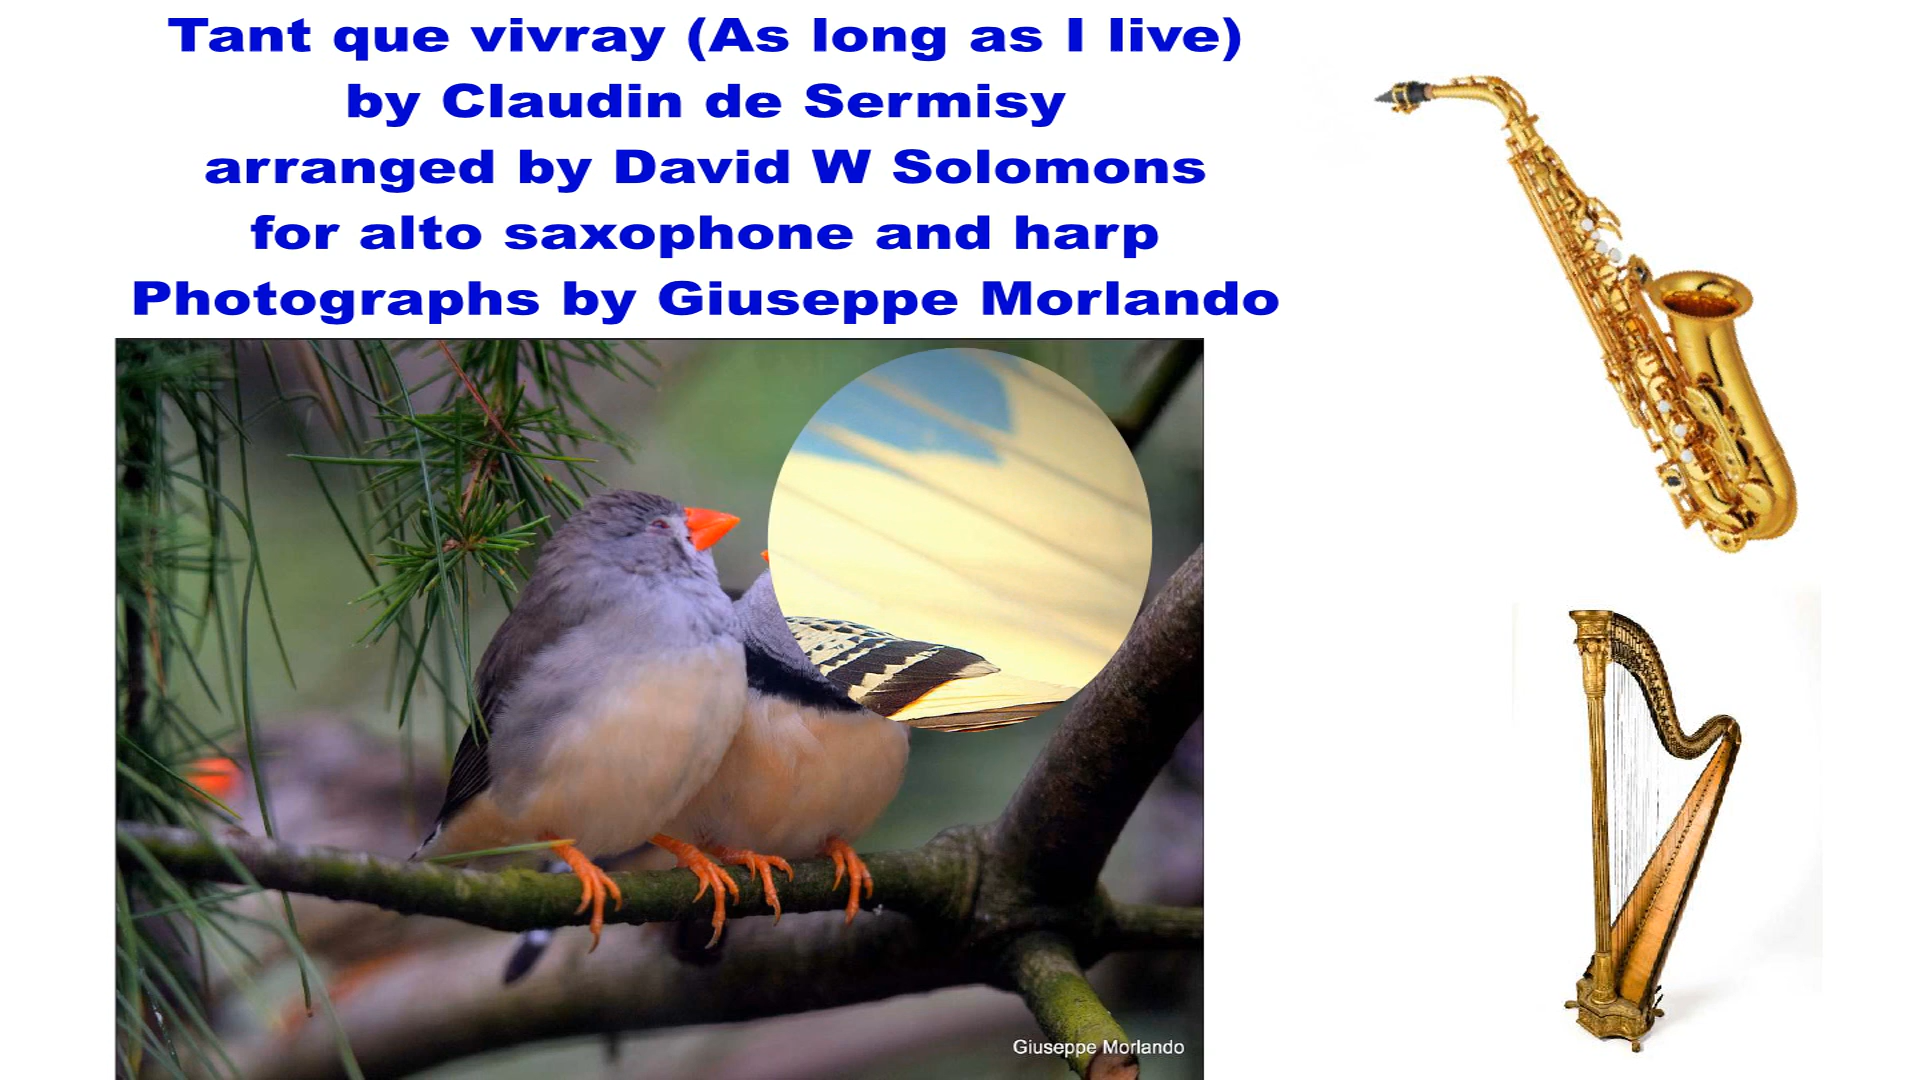 Tant que vivray (As long as I live)
by Claudin de Sermisy
arranged by David W Solomons
for alto saxophone and harp
Photographs by Giuseppe Morlando
Giuseppe Morlando